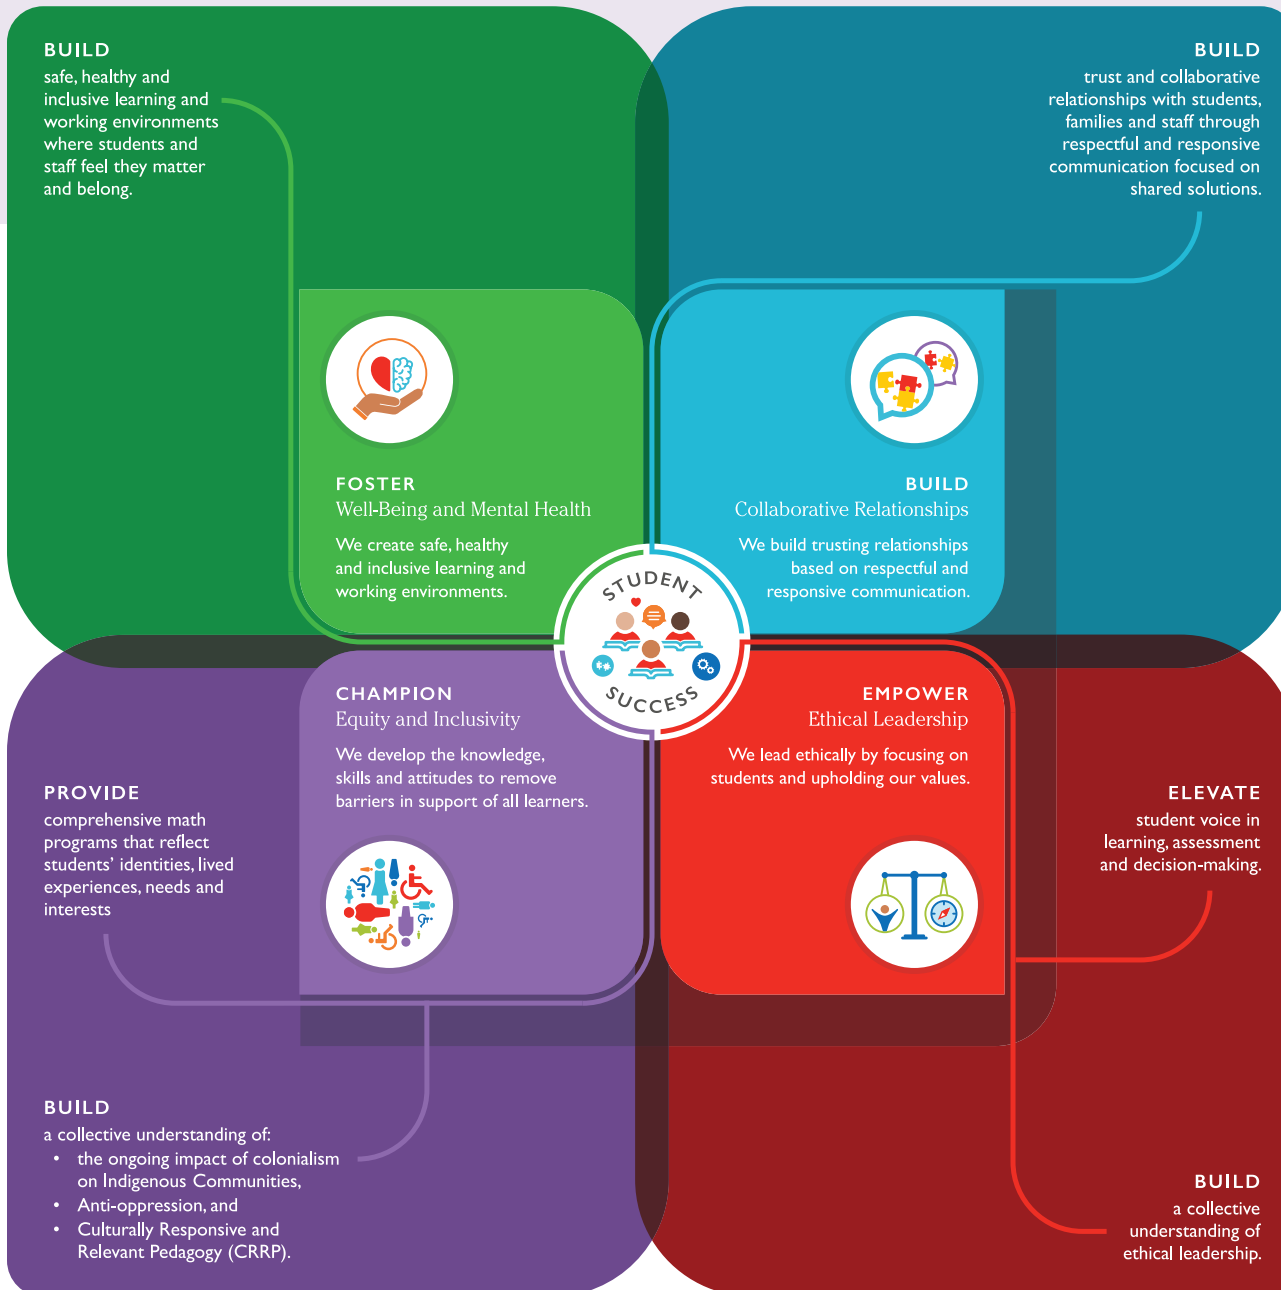 BUILD
safe, healthy and
inclusive learning and
working environments
where students and
staff feel they matter
and belong.
BUILD
trust and collaborative
relationships with students,
families and staff through
respectful and responsive
communication focused on
shared solutions.
FOSTER
Well-Being and Mental Health
We create safe, healthy
and inclusive learning and
working environments.
BUILD
Collaborative Relationships
We build trusting relationships
based on respectful and
responsive communication.
STUDENT
SUCCESS
CHAMPION
Equity and Inclusivity
We develop the knowledge,
skills and attitudes to remove
barriers in support of all learners.
EMPOWER
Ethical Leadership
We lead ethically by focusing on
students and upholding our values.
PROVIDE
comprehensive math
programs that reflect
students’ identities, lived
experiences, needs and
interests
ELEVATE
student voice in
learning, assessment
and decision-making.
BUILD
a collective understanding of:
• the ongoing impact of colonialism
on Indigenous Communities,
• Anti-oppression, and
• Culturally Responsive and
Relevant Pedagogy (CRRP).
BUILD
a collective
understanding of
ethical leadership.